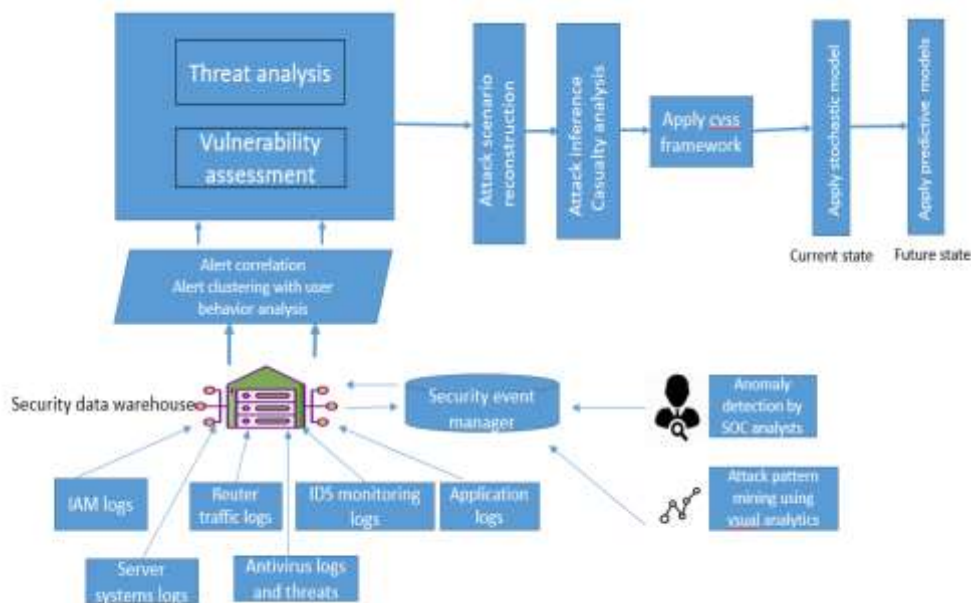 Threat analysis
Vulnerability
assessment
Attack scenario
reconstruction
Attack inference
Casualty analysis
Apply cvss
framework
Apply stochastic model
Apply predictive models
Current state
Future state
Alert correlation
Alert clustering with user
behavior analysis
Security data warehouse
Security event
manager
Anomaly
detection by
SOC analysts
Attack pattern
mining using
vsual analytics
IAM logs
Router
traffic logs
IDS monitoring
logs
Application
logs
Server
systems logs
Antivirus logs
and threats